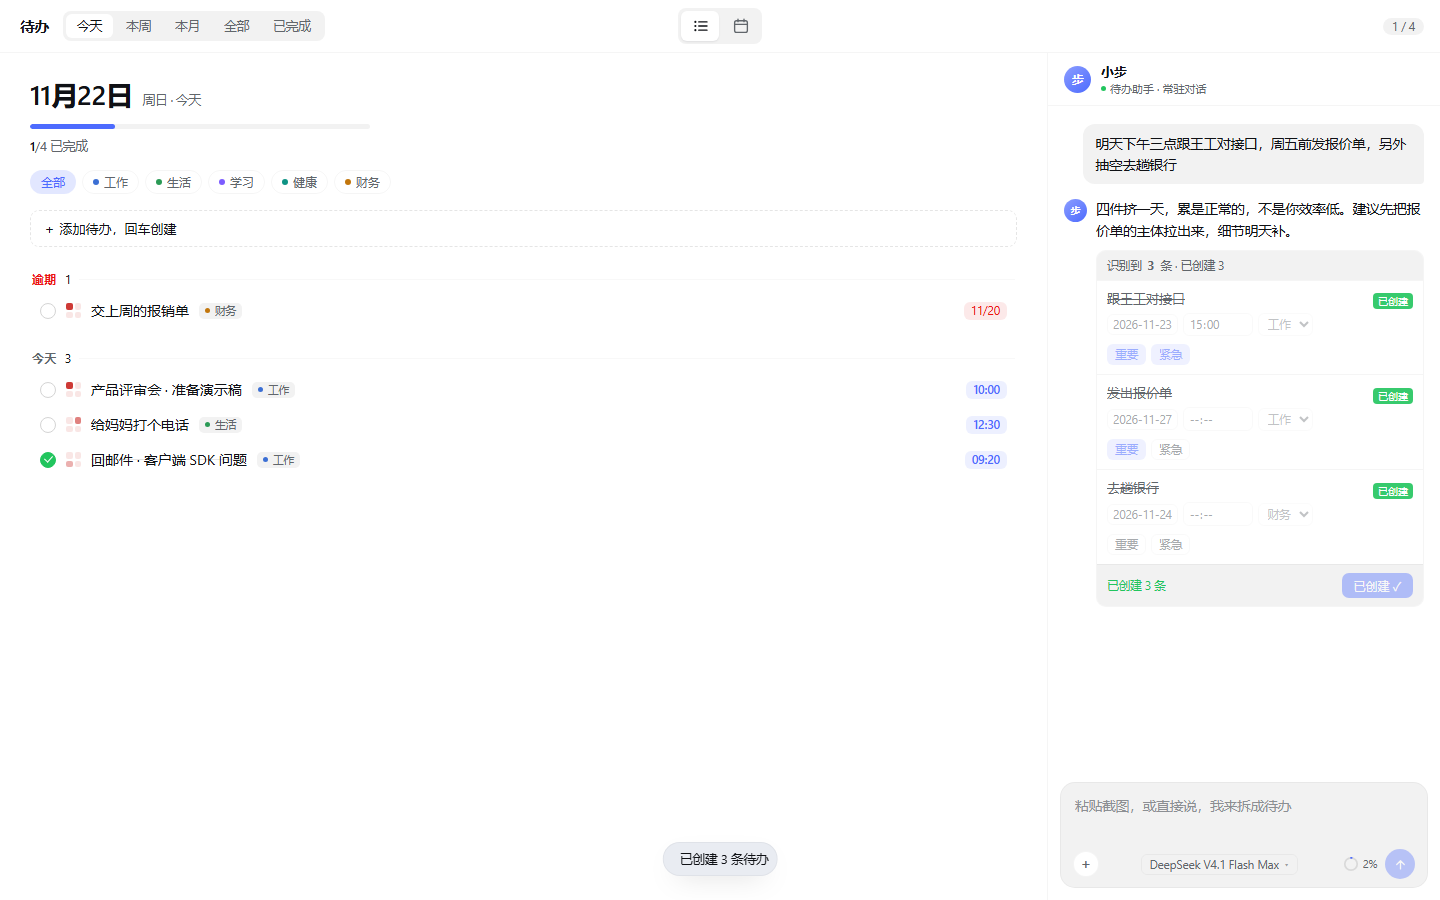 待办 今天 本周 本月 全部 已完成
1 / 4
11月22日 周日 · 今天
1/4 已完成
全部 工作 生活 学习 健康 财务
+ 添加待办，回车创建
逾期 1
交上周的报销单 财务 11/20
今天 3
产品评审会 · 准备演示稿 工作 10:00
给妈妈打个电话 生活 12:30
回邮件 · 客户端 SDK 问题 工作 09:20
已创建 3 条待办
步 小步
待办助手 · 常驻对话
明天下午三点跟王工对接口，周五前发报价单，另外
抽空去趟银行
步 四件挤一天，累是正常的，不是你效率低。建议先把报
价单的主体拉出来，细节明天补。
识别到 3 条 · 已创建 3
跟王工对接口 已创建
2026-11-23 15:00 工作
重要 紧急
发出报价单 已创建
2026-11-27 --:-- 工作
重要 紧急
去趟银行 已创建
2026-11-24 --:-- 财务
重要 紧急
已创建 3 条 已创建 ✓
粘贴截图，或直接说，我来拆成待办
+ DeepSeek V4.1 Flash Max 2%